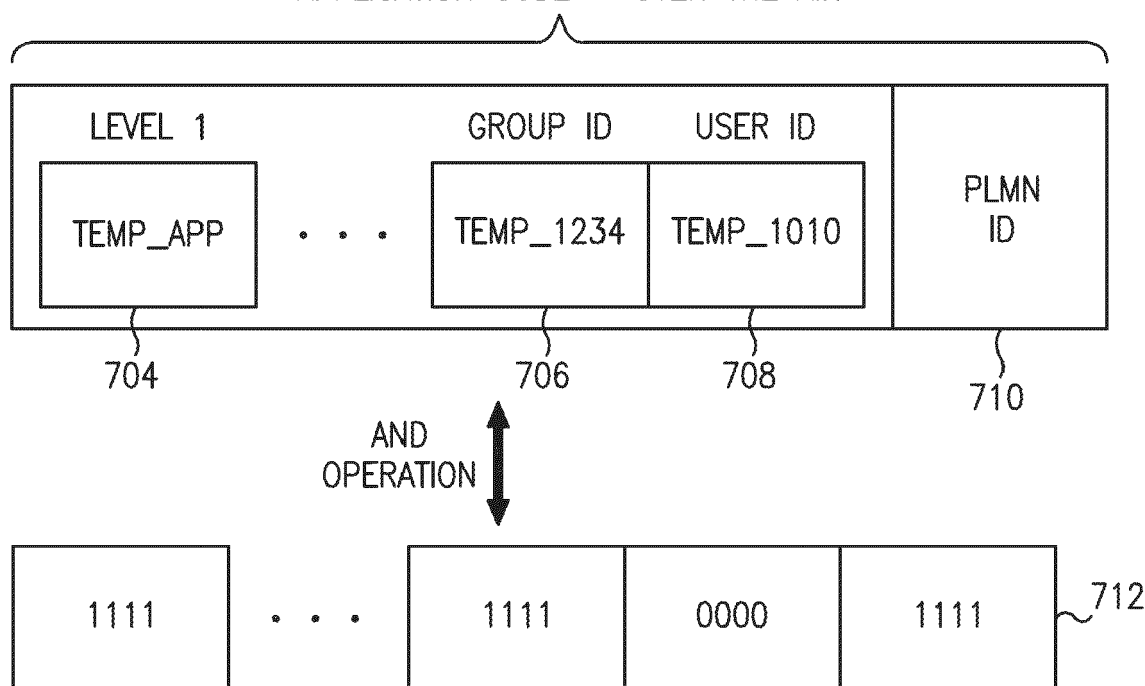 LEVEL 1 GROUP ID USER ID
TEMP_APP . . . TEMP_1234 TEMP_1010 PLMN
ID
704 706 708 710
AND
OPERATION
1111 . . . 1111 0000 1111 712